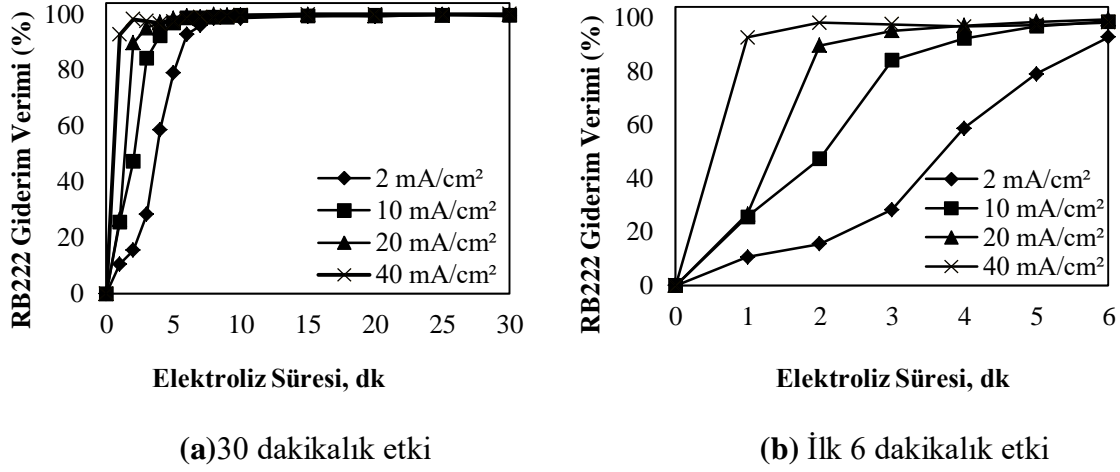 RB222 Giderim Verimi (%)
100
80
60
40
20
0
2 mA/cm²
10 mA/cm²
20 mA/cm²
40 mA/cm²
0 5 10 15 20 25 30
Elektroliz Süresi, dk
(a)30 dakikalık etki
RB222 Giderim Verimi (%)
100
80
60
40
20
0
2 mA/cm²
10 mA/cm²
20 mA/cm²
40 mA/cm²
0 1 2 3 4 5 6
Elektroliz Süresi, dk
(b) İlk 6 dakikalık etki